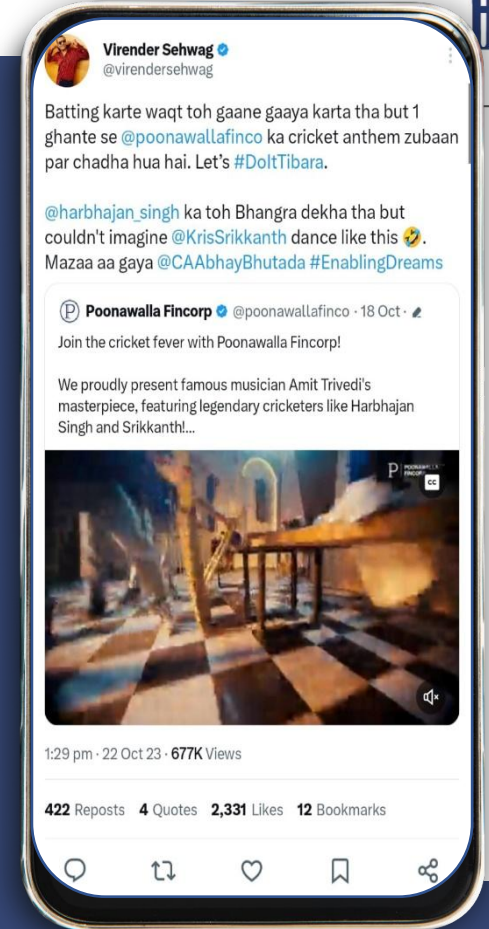 Virender Sehwag
@virendersehwag
Batting karte waqt toh gaane gaaya karta tha but 1
ghante se @poonawallafinco ka cricket anthem zubaan
par chadha hua hai. Let's #DoItTibara.
@harbhajan_singh ka toh Bhangra dekha tha but
couldn't imagine @KrisSrikkanth dance like this 🤣.
Mazaa aa gaya @CAAbhayBhutada #EnablingDreams
Poonawalla Fincorp @poonawallafinco · 18 Oct ·
Join the cricket fever with Poonawalla Fincorp!
We proudly present famous musician Amit Trivedi's
masterpiece, featuring legendary cricketers like Harbhajan
Singh and Srikkanth!...
P POONAWALLA
FINCORP
CC
1:29 pm · 22 Oct 23 · 677K Views
422 Reposts 4 Quotes 2,331 Likes 12 Bookmarks